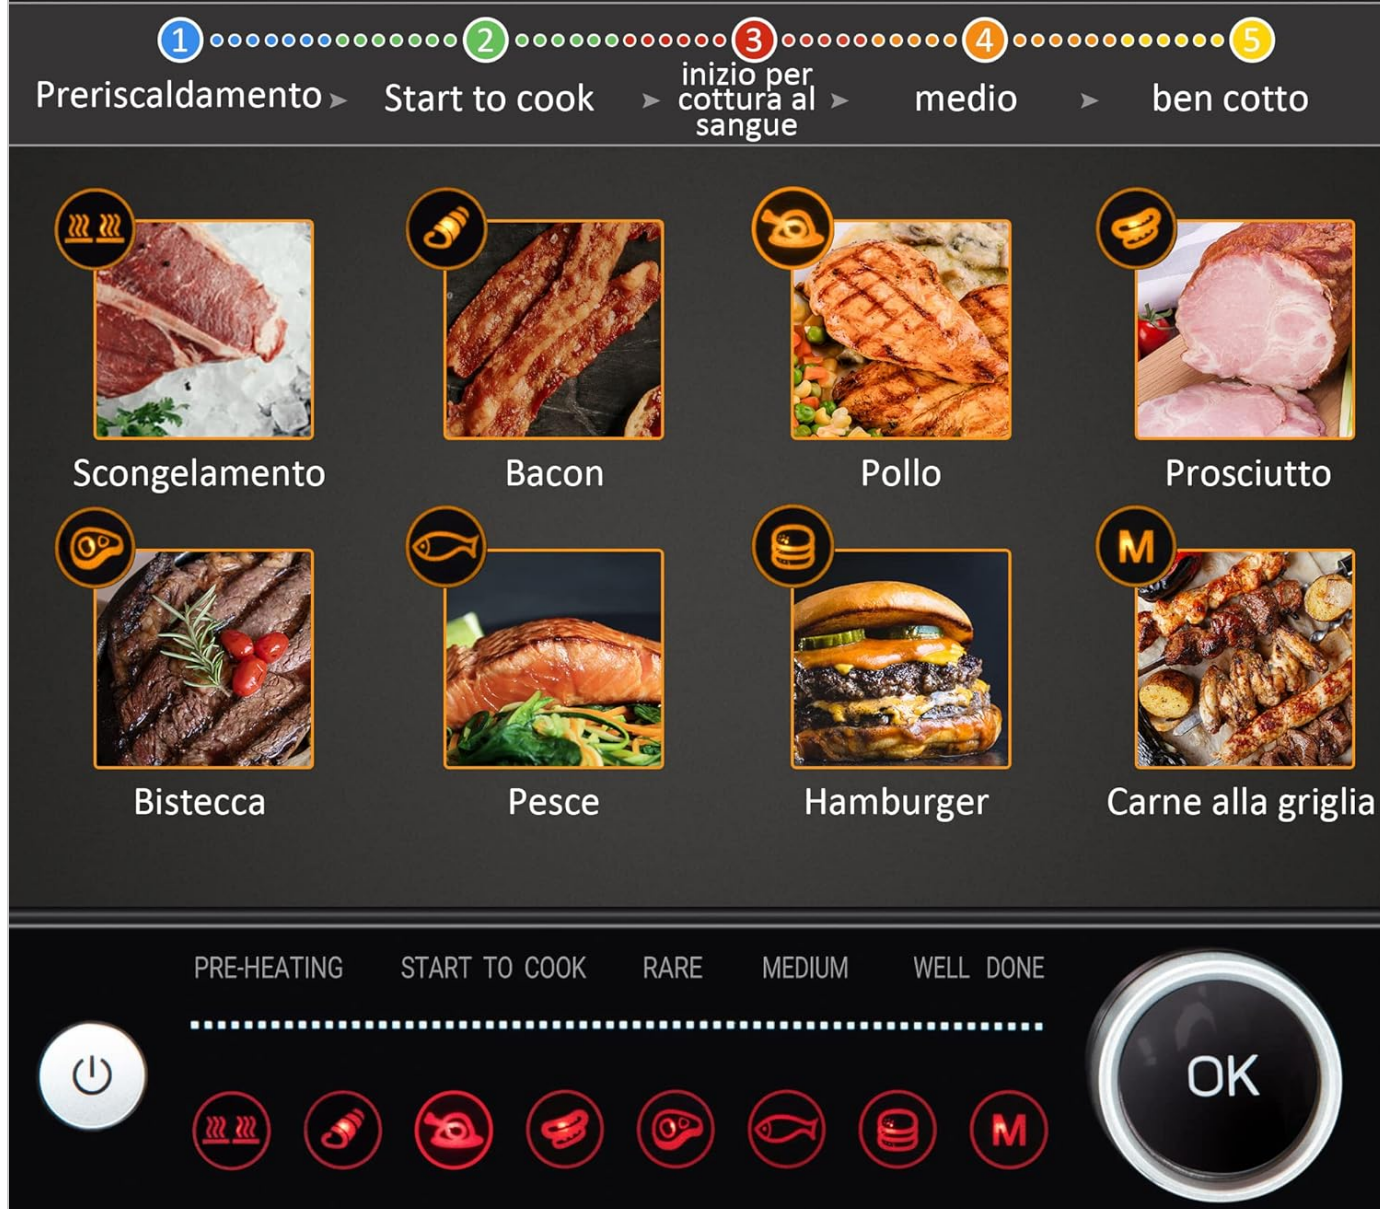 1
2
3
4
5
Preriscaldamento
Start to cook
inizio per
cottura al
sangue
medio
ben cotto
Scongelamento
Bacon
Pollo
Prosciutto
M
Bistecca
Pesce
Hamburger
Carne alla griglia
PRE-HEATING
START TO COOK
RARE
MEDIUM
WELL DONE
OK
M